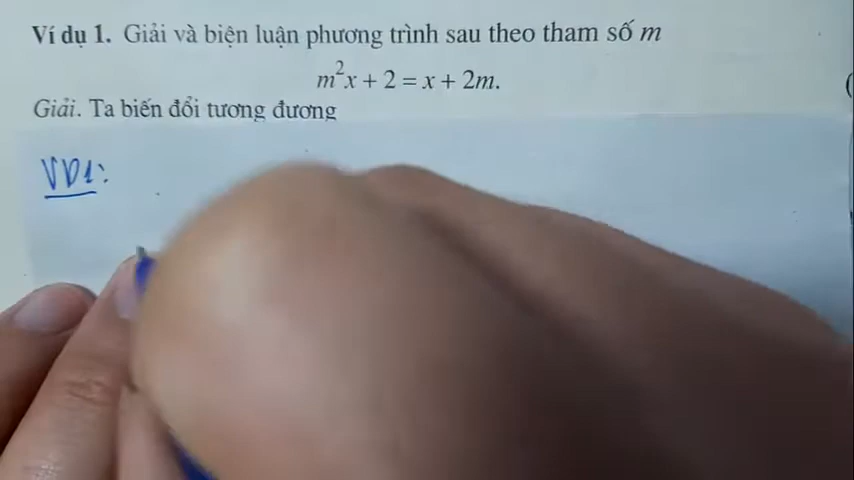 Ví dụ 1. Giải và biện luận phương trình sau theo tham số m
m²x + 2 = x + 2m.
(
Giải. Ta biến đổi tương đương
VD1: